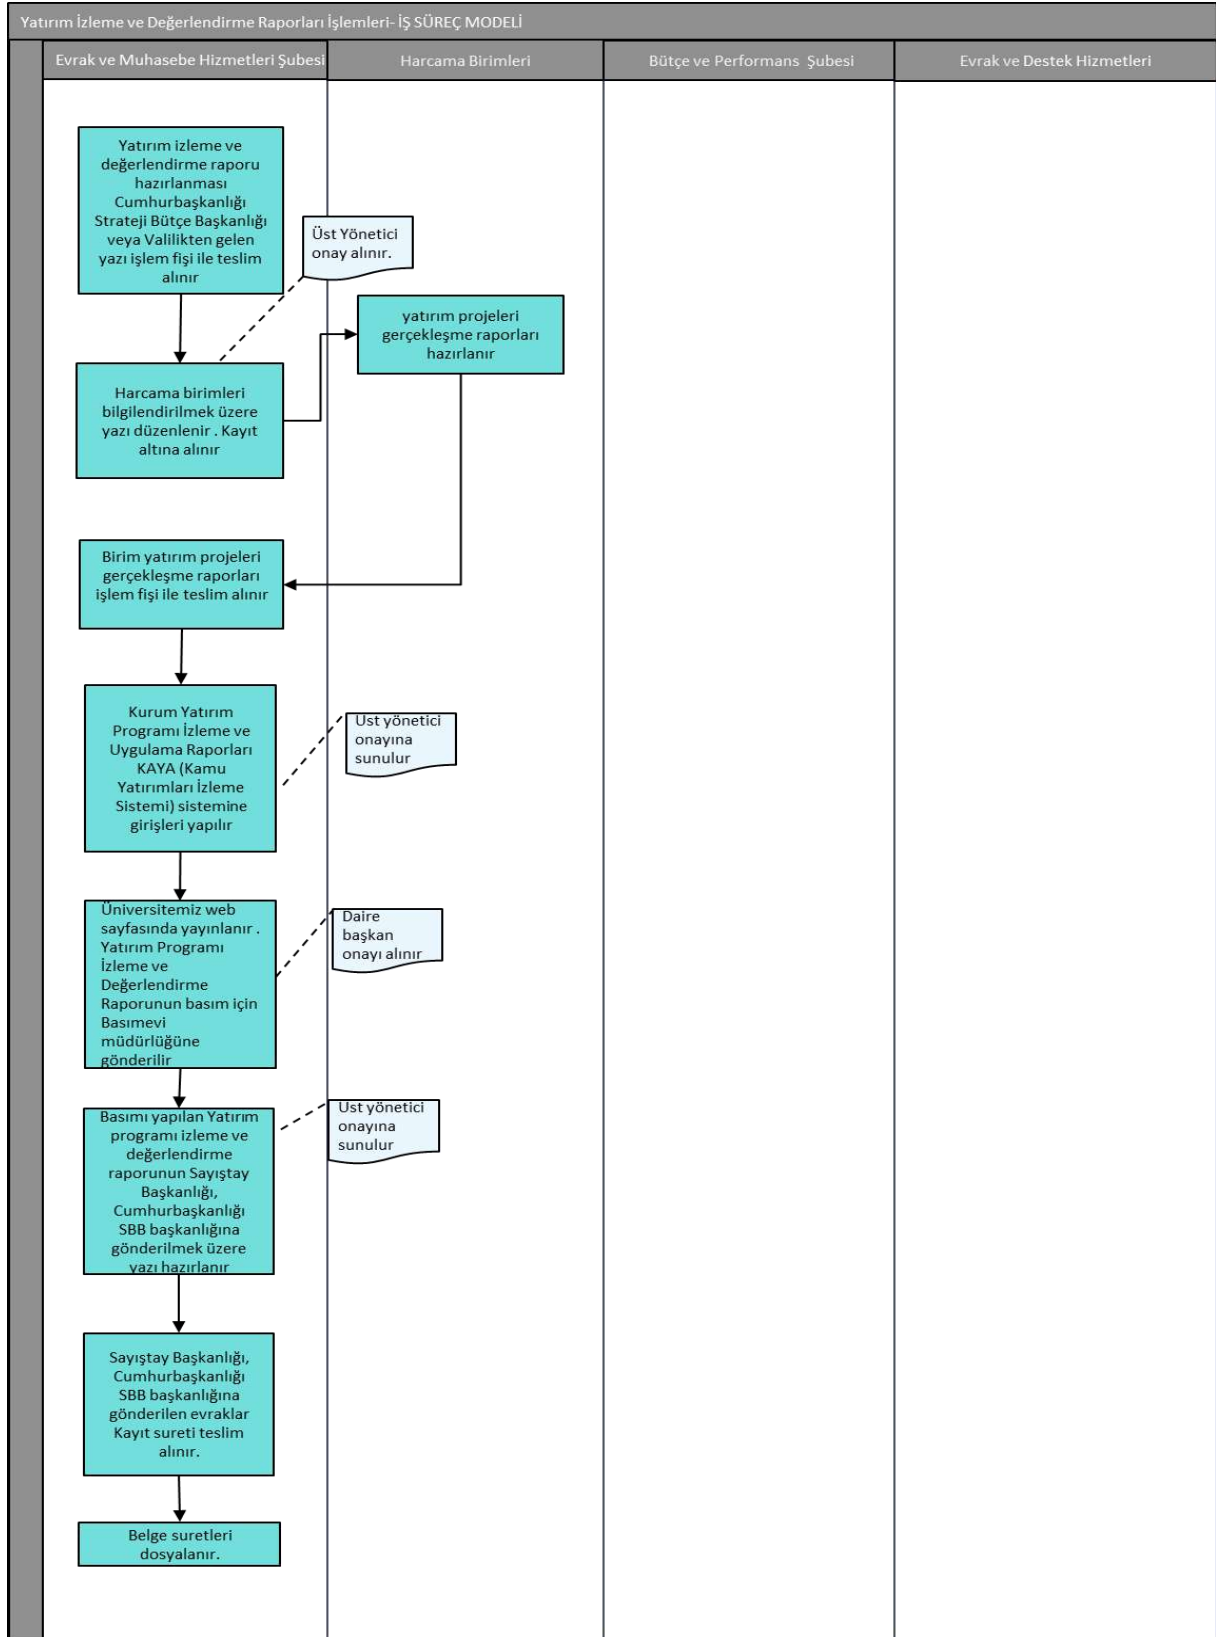 Yatırım İzleme ve Değerlendirme Raporları İşlemleri- İŞ SÜREÇ MODELİ
Evrak ve Muhasebe Hizmetleri Şubesi
Harcama Birimleri
Bütçe ve Performans Şubesi
Evrak ve Destek Hizmetleri
Yatırım izleme ve
değerlendirme raporu
hazırlanması
Cumhurbaşkanlığı
Strateji Bütçe Başkanlığı
veya Valilikten gelen
yazı işlem fişi ile teslim
alınır
Üst Yönetici
onay alınır.
yatırım projeleri
gerçekleşme raporları
hazırlanır
Harcama birimleri
bilgilendirilmek üzere
yazı düzenlenir . Kayıt
altına alınır
Birim yatırım projeleri
gerçekleşme raporları
işlem fişi ile teslim alınır
Kurum Yatırım
Programı İzleme ve
Uygulama Raporları
KAYA (Kamu
Yatırımları İzleme
Sistemi) sistemine
girişleri yapılır
Üst yönetici
onayına
sunulur
Üniversitemiz web
sayfasında yayınlanır .
Yatırım Programı
İzleme ve
Değerlendirme
Raporunun basım için
Basımevi
müdürlüğüne
gönderilir
Daire
başkan
onayı alınır
Basımı yapılan Yatırım
programı izleme ve
değerlendirme
raporunun Sayıştay
Başkanlığı,
Cumhurbaşkanlığı
SBB başkanlığına
gönderilmek üzere
yazı hazırlanır
Üst yönetici
onayına
sunulur
Sayıştay Başkanlığı,
Cumhurbaşkanlığı
SBB başkanlığına
gönderilen evraklar
Kayıt sureti teslim
alınır.
Belge suretleri
dosyalanır.